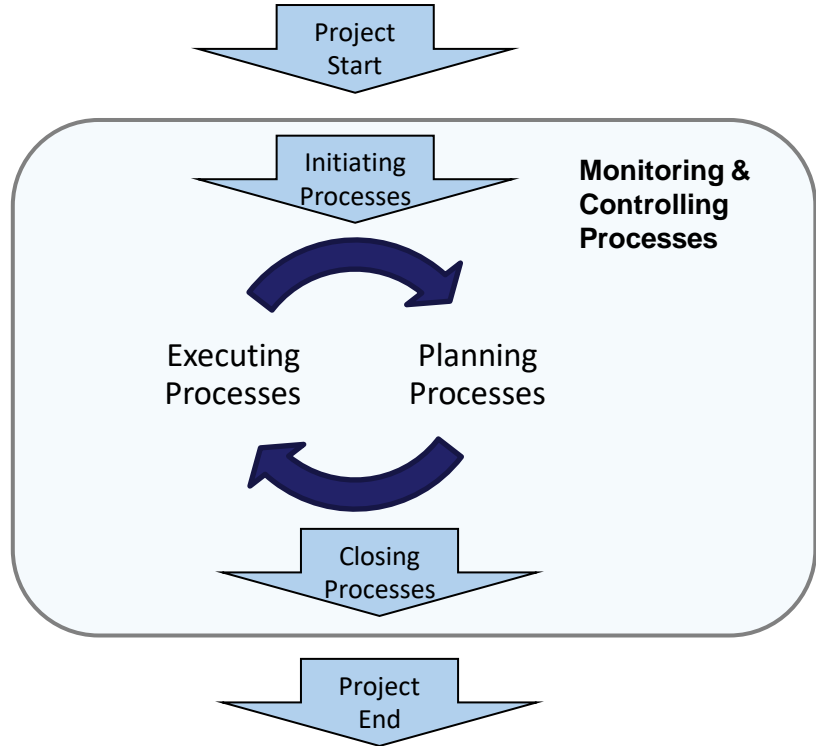 Project
Start
Initiating
Processes
Monitoring &
Controlling
Processes
Executing
Processes
Planning
Processes
Closing
Processes
Project
End